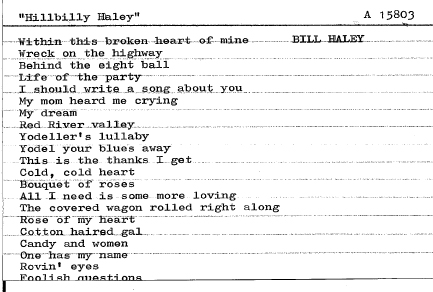 "Hillbilly Haley" A 15803
Within this broken heart of mine BILL HALEY
Wreck on the highway
Behind the eight ball
Life of the party
I should write a song about you
My mom heard me crying
My dream
Red River valley
Yodeller's lullaby
Yodel your blues away
This is the thanks I get
Cold, cold heart
Bouquet of roses
All I need is some more loving
The covered wagon rolled right along
Rose of my heart
Cotton haired gal
Candy and women
One has my name
Rovin' eyes
Foolish questions